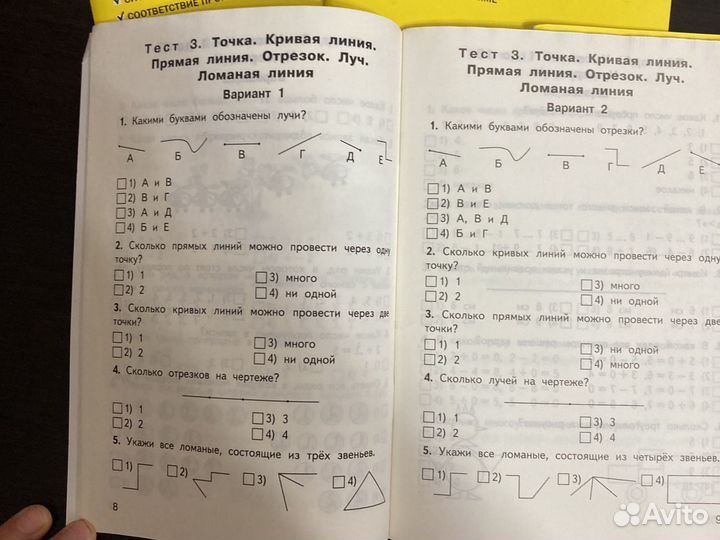 ✓ СООТВЕТСТВИЕ ПРО
Тест 3. Точка. Кривая линия.
Прямая линия. Отрезок. Луч.
Ломаная линия
Вариант 1
1. Какими буквами обозначены лучи?
А Б В Г Д Е
1) А и В
2) В и Г
3) А и Д
4) Б и Е
2. Сколько прямых линий можно провести через одну
точку?
1) 1 3) много
2) 2 4) ни одной
3. Сколько кривых линий можно провести через две
точки?
1) 1 3) много
2) 2 4) ни одной
4. Сколько отрезков на чертеже?
1) 1 3) 3
2) 2 4) 4
5. Укажи все ломаные, состоящие из трёх звеньев.
1) 2) 3) 4)
8
Тест 3. Точка. Кривая линия.
Прямая линия. Отрезок. Луч.
Ломаная линия
Вариант 2
1. Какими буквами обозначены отрезки?
А Б В Г Д Е
1) А и В
2) В и Е
3) А, В и Д
4) Б и Г
2. Сколько кривых линий можно провести через одну
точку?
1) 1 3) много
2) 2 4) ни одной
3. Сколько прямых линий можно провести через две
точки?
1) 1 3) ни одной
2) 2 4) много
4. Сколько лучей на чертеже?
1) 1 3) 3
2) 2 4) 4
5. Укажи все ломаные, состоящие из четырёх звеньев.
1) 2) 3) 4)
9
Avito